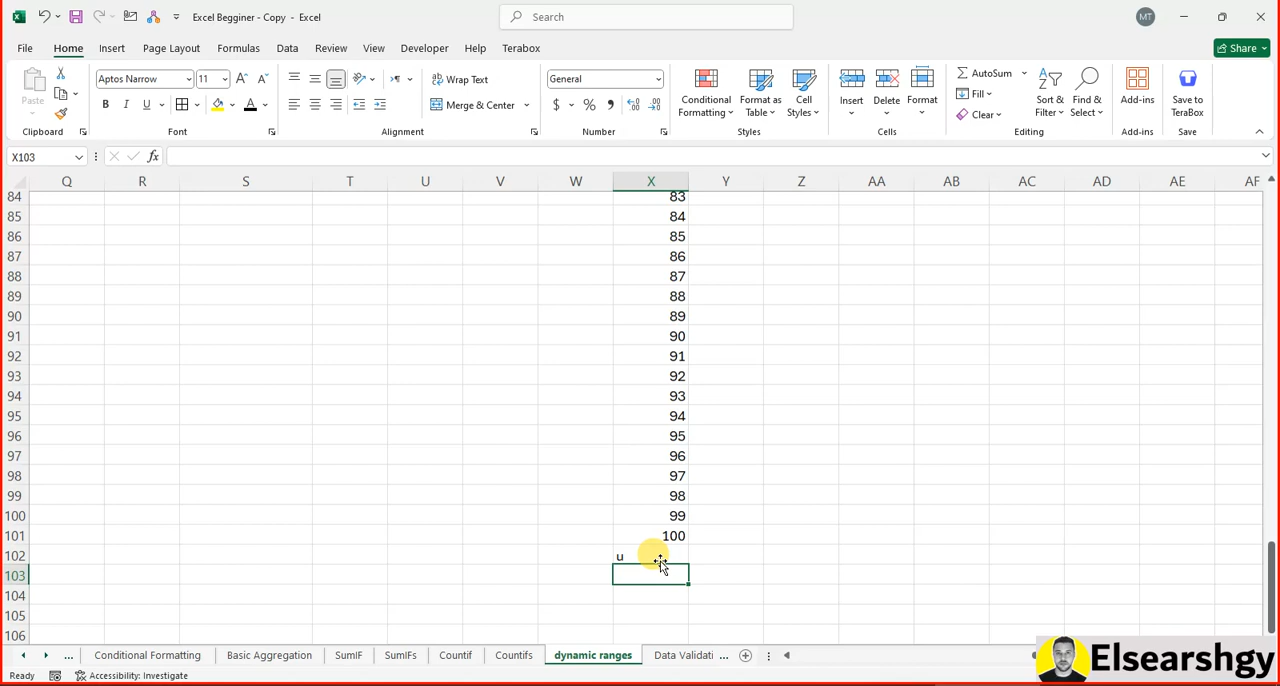 Excel Begginer - Copy - Excel
Search
MT
File Home Insert Page Layout Formulas Data Review View Developer Help Terabox
Share
Paste
Clipboard
Aptos Narrow 11
B I U
Font
Wrap Text
Merge & Center
Alignment
General
$ % ,
Number
Conditional Formatting
Format as Table
Cell Styles
Styles
Insert
Delete
Format
Cells
AutoSum
Fill
Clear
Sort & Filter
Find & Select
Editing
Add-ins
Add-ins
Save to TeraBox
Save
X103
fx
Q R S T U V W X Y Z AA AB AC AD AE AF
84 83
85 84
86 85
87 86
88 87
89 88
90 89
91 90
92 91
93 92
94 93
95 94
96 95
97 96
98 97
99 98
100 99
101 100
102 u
103
104
105
106
... Conditional Formatting Basic Aggregation SumIF SumIFs Countif Countifs dynamic ranges Data Validati ...
Ready Accessibility: Investigate
Elsearshgy